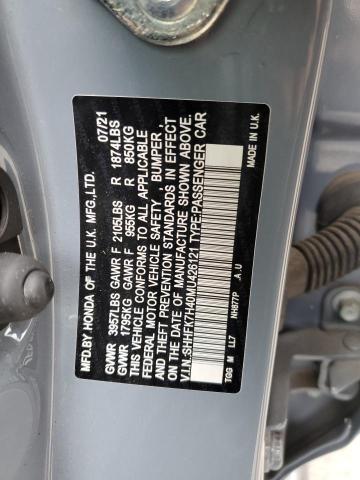 MFD.BY HONDA OF THE U.K. MFG.,LTD. 07/21
GVWR 3957LBS GAWR F 2105LBS R 1874LBS
GVWR 1795KG GAWR F 955KG R 850KG
THIS VEHICLE CONFORMS TO ALL APPLICABLE
FEDERAL MOTOR VEHICLE SAFETY, BUMPER,
AND THEFT PREVENTION STANDARDS IN EFFECT
ON THE DATE OF MANUFACTURE SHOWN ABOVE.
V.I.N.:SHHFK7H40MU426121 TYPE:PASSENGER CAR
NH877P A.U MADE IN U.K.
TGG M LL7